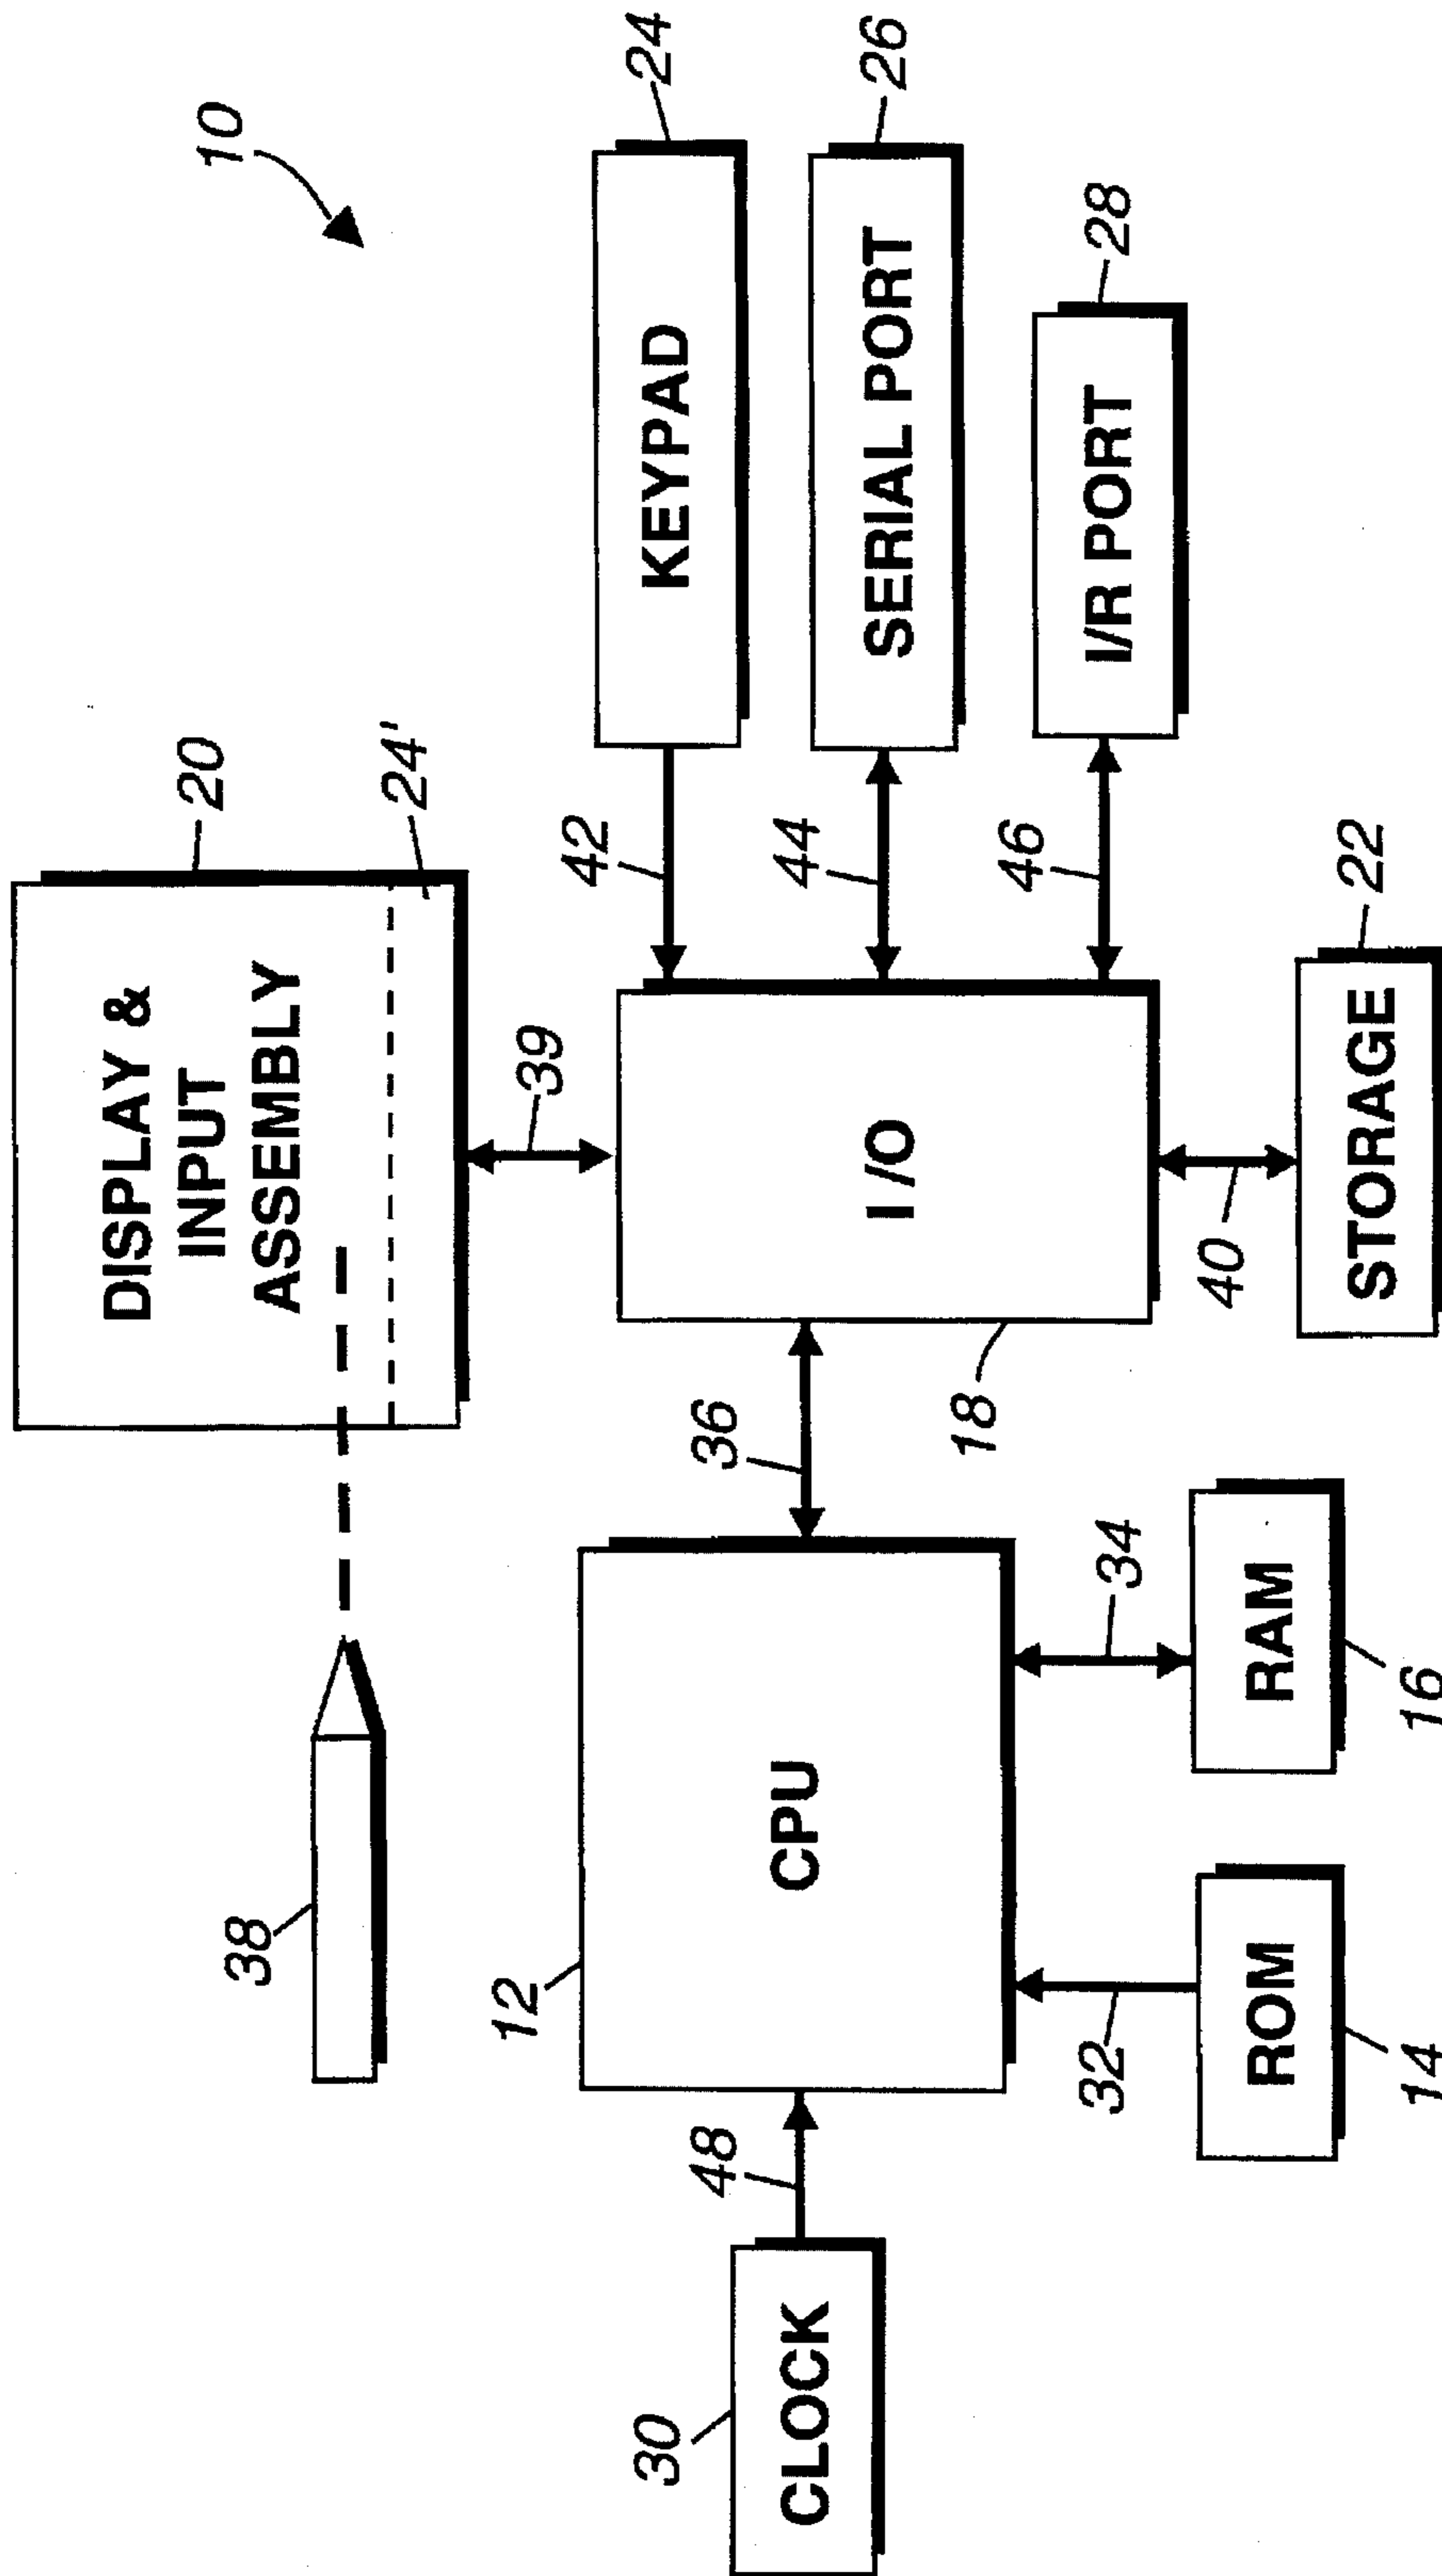 10
20
DISPLAY &
INPUT
ASSEMBLY
24'
38
39
12
CPU
36
I/O
18
42
KEYPAD
24
44
SERIAL PORT
26
46
I/R PORT
28
30
CLOCK
48
32
ROM
14
34
RAM
16
40
STORAGE
22